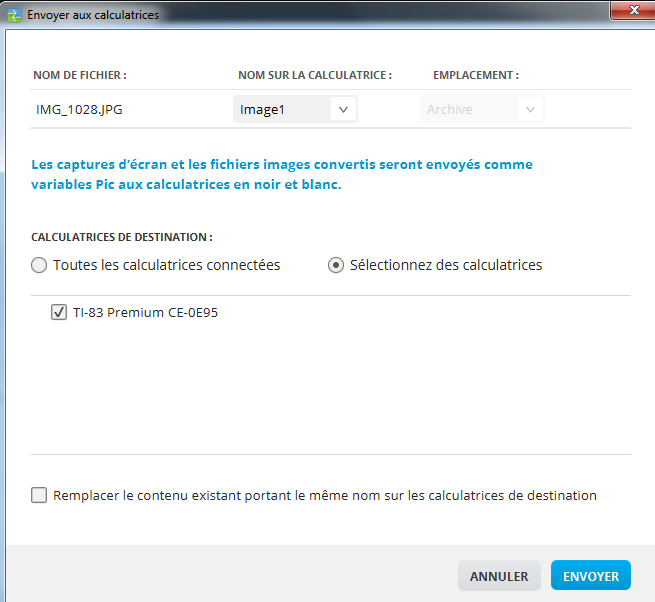 Envoyer aux calculatrices
NOM DE FICHIER : NOM SUR LA CALCULATRICE : EMPLACEMENT :
IMG_1028.JPG Image1 Archive
Les captures d'écran et les fichiers images convertis seront envoyés comme
variables Pic aux calculatrices en noir et blanc.
CALCULATRICES DE DESTINATION :
Toutes les calculatrices connectées Sélectionnez des calculatrices
TI-83 Premium CE-0E95
Remplacer le contenu existant portant le même nom sur les calculatrices de destination
ANNULER ENVOYER